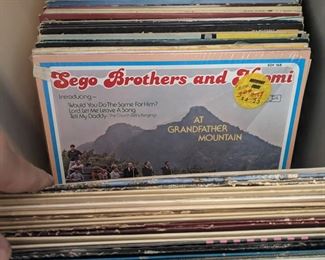 Sego Brothers and Naomi
Introducing—
Would You Do The Same For Him?
Lord Let Me Leave A Song
Tell My Daddy
AT
GRANDFATHER
MOUNTAIN